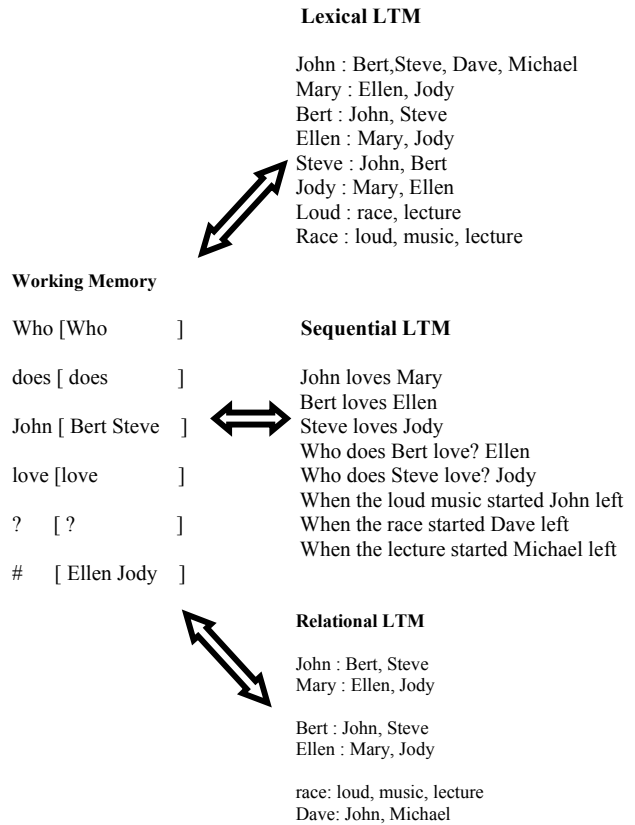 Lexical LTM
John : Bert,Steve, Dave, Michael
Mary : Ellen, Jody
Bert : John, Steve
Ellen : Mary, Jody
Steve : John, Bert
Jody : Mary, Ellen
Loud : race, lecture
Race : loud, music, lecture
Working Memory
Who [Who ]
does [ does ]
John [ Bert Steve ]
love [love ]
? [ ? ]
# [ Ellen Jody ]
Sequential LTM
John loves Mary
Bert loves Ellen
Steve loves Jody
Who does Bert love? Ellen
Who does Steve love? Jody
When the loud music started John left
When the race started Dave left
When the lecture started Michael left
Relational LTM
John : Bert, Steve
Mary : Ellen, Jody
Bert : John, Steve
Ellen : Mary, Jody
race: loud, music, lecture
Dave: John, Michael